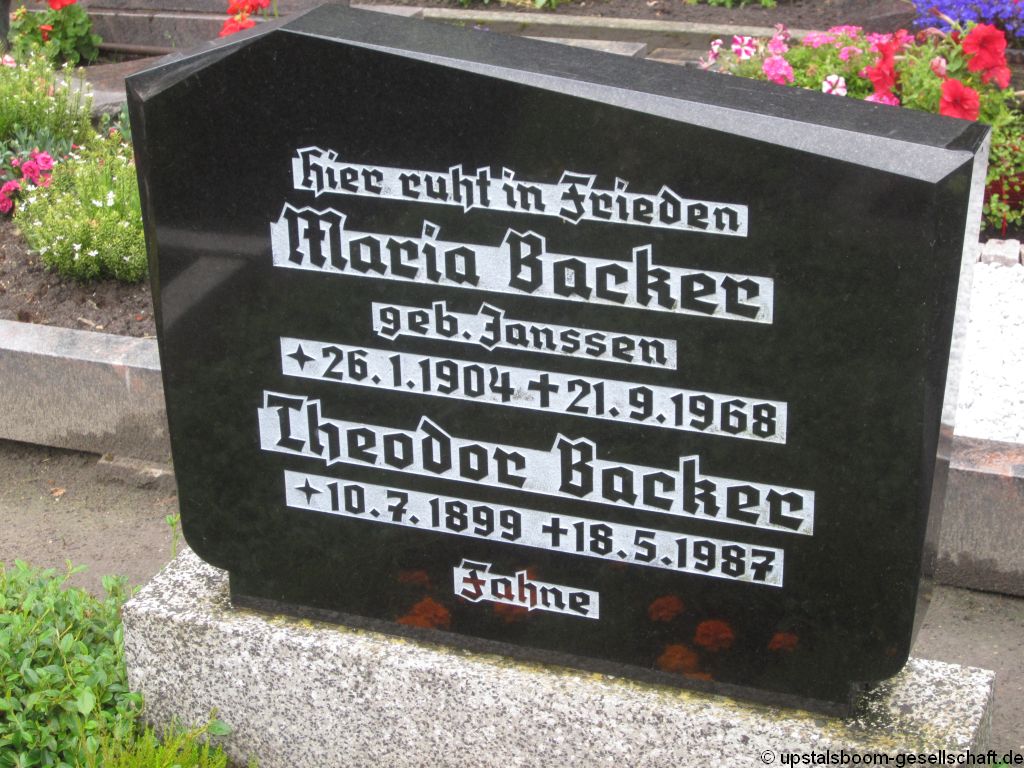 Hier ruht in Frieden
Maria Backer
geb. Janssen
✦ 26.1.1904 ✝ 21.9.1968
Theodor Backer
✦ 10.7.1899 ✝ 18.5.1987
Fahne
© upstalsboom-gesellschaft.de